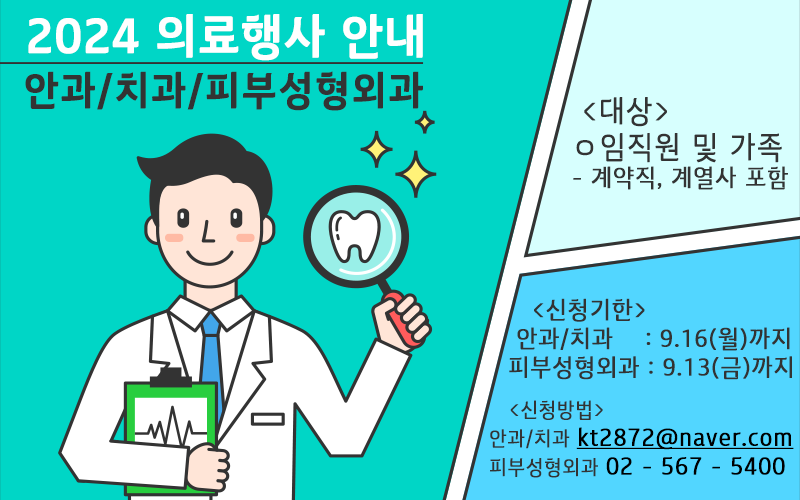 2024 의료행사 안내
안과/치과/피부성형외과
<대상>
ㅇ임직원 및 가족
- 계약직, 계열사 포함
<신청기한>
안과/치과 : 9.16(월)까지
피부성형외과 : 9.13(금)까지
<신청방법>
안과/치과 kt2872@naver.com
피부성형외과 02 - 567 - 5400